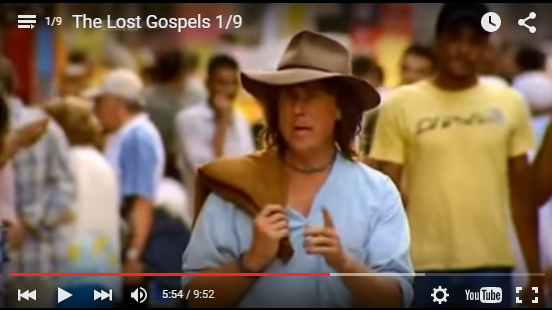 1/9 The Lost Gospels 1/9
5:54 / 9:52 YouTube